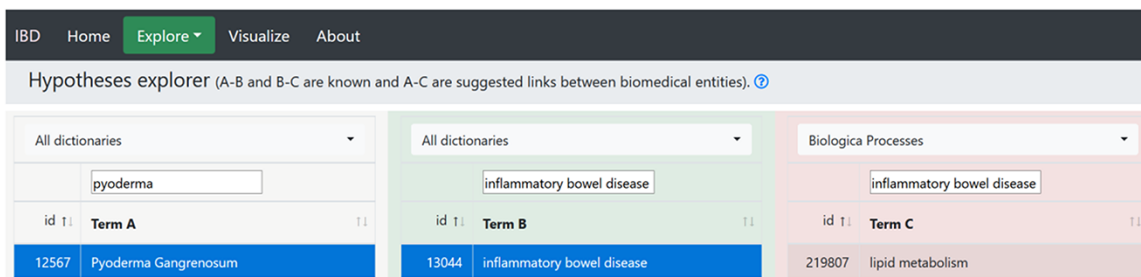 IBD Home Explore Visualize About
Hypotheses explorer (A-B and B-C are known and A-C are suggested links between biomedical entities).
All dictionaries All dictionaries Biologica Processes
pyoderma inflammatory bowel disease inflammatory bowel disease
id Term A id Term B id Term C
12567 Pyoderma Gangrenosum 13044 inflammatory bowel disease 219807 lipid metabolism